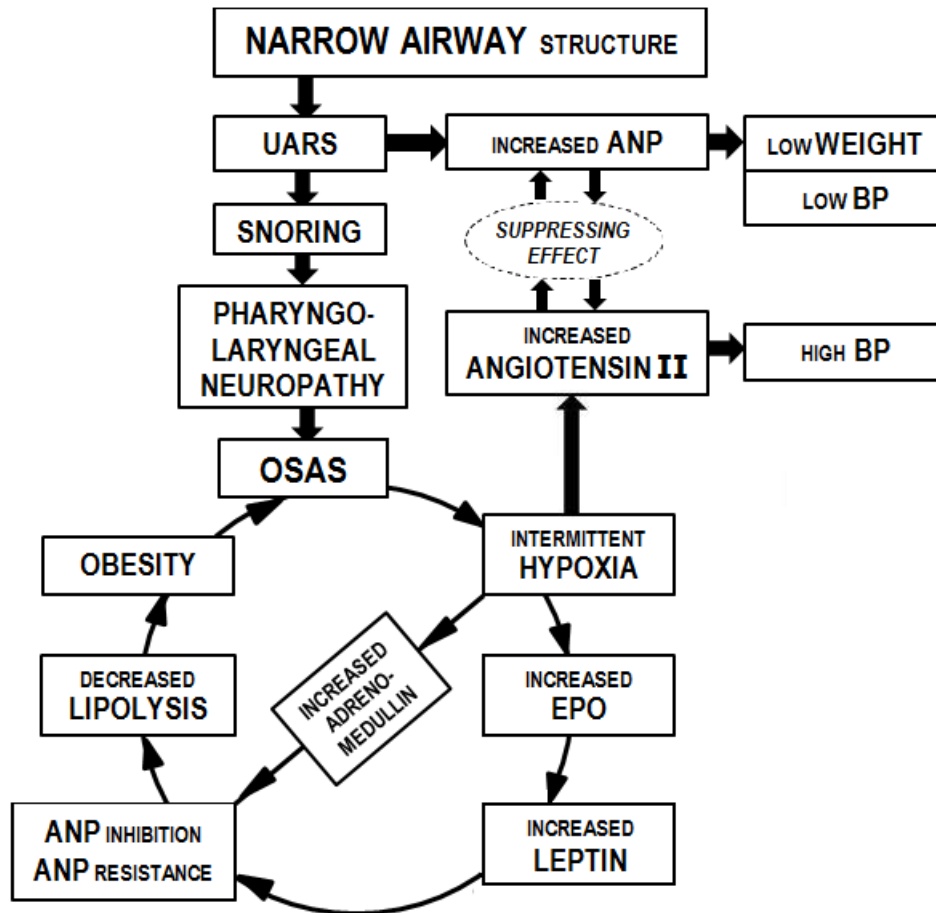 NARROW AIRWAY STRUCTURE
UARS
INCREASED ANP
LOW WEIGHT
LOW BP
SNORING
SUPPRESSING
EFFECT
PHARYNGO-
LARYNGEAL
NEUROPATHY
INCREASED
ANGIOTENSIN II
HIGH BP
OSAS
INTERMITTENT
HYPOXIA
OBESITY
INCREASED
ADRENO-
MEDULLIN
DECREASED
LIPOLYSIS
INCREASED
EPO
ANP INHIBITION
ANP RESISTANCE
INCREASED
LEPTIN